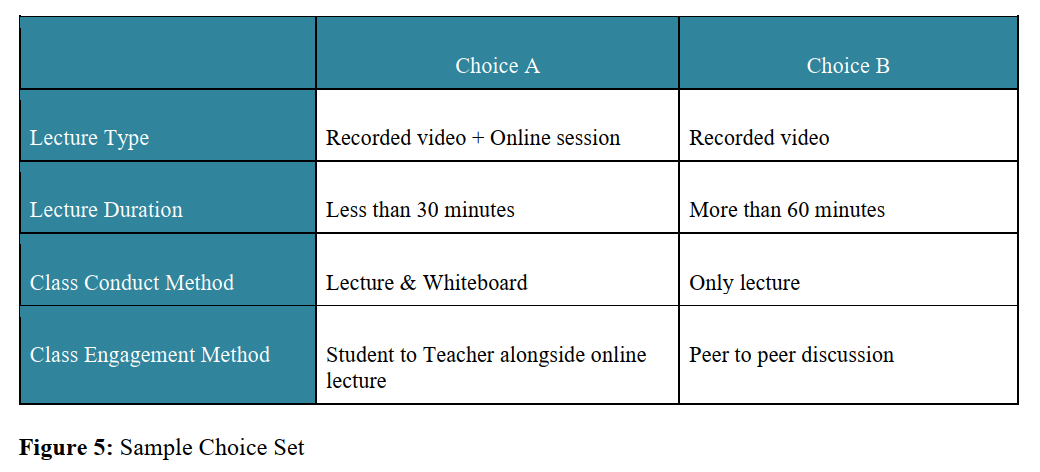 Choice A Choice B
Lecture Type Recorded video + Online session Recorded video
Lecture Duration Less than 30 minutes More than 60 minutes
Class Conduct Method Lecture & Whiteboard Only lecture
Class Engagement Method Student to Teacher alongside online Peer to peer discussion
lecture
Figure 5: Sample Choice Set